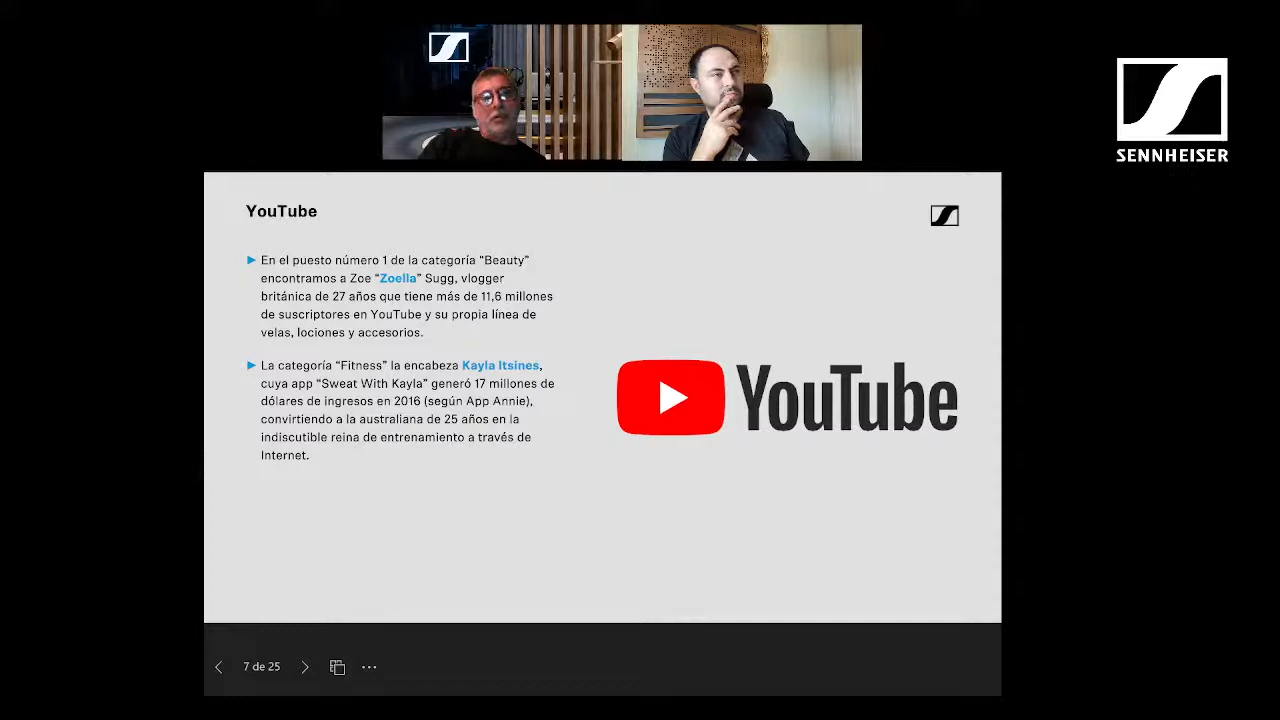 SENNHEISER
YouTube
En el puesto número 1 de la categoría “Beauty”
encontramos a Zoe “Zoella” Sugg, vlogger
británica de 27 años que tiene más de 11,6 millones
de suscriptores en YouTube y su propia línea de
velas, lociones y accesorios.
La categoría “Fitness” la encabeza Kayla Itsines,
cuya app “Sweat With Kayla” generó 17 millones de
dólares de ingresos en 2016 (según App Annie),
convirtiendo a la australiana de 25 años en la
indiscutible reina de entrenamiento a través de
Internet.
YouTube
7 de 25